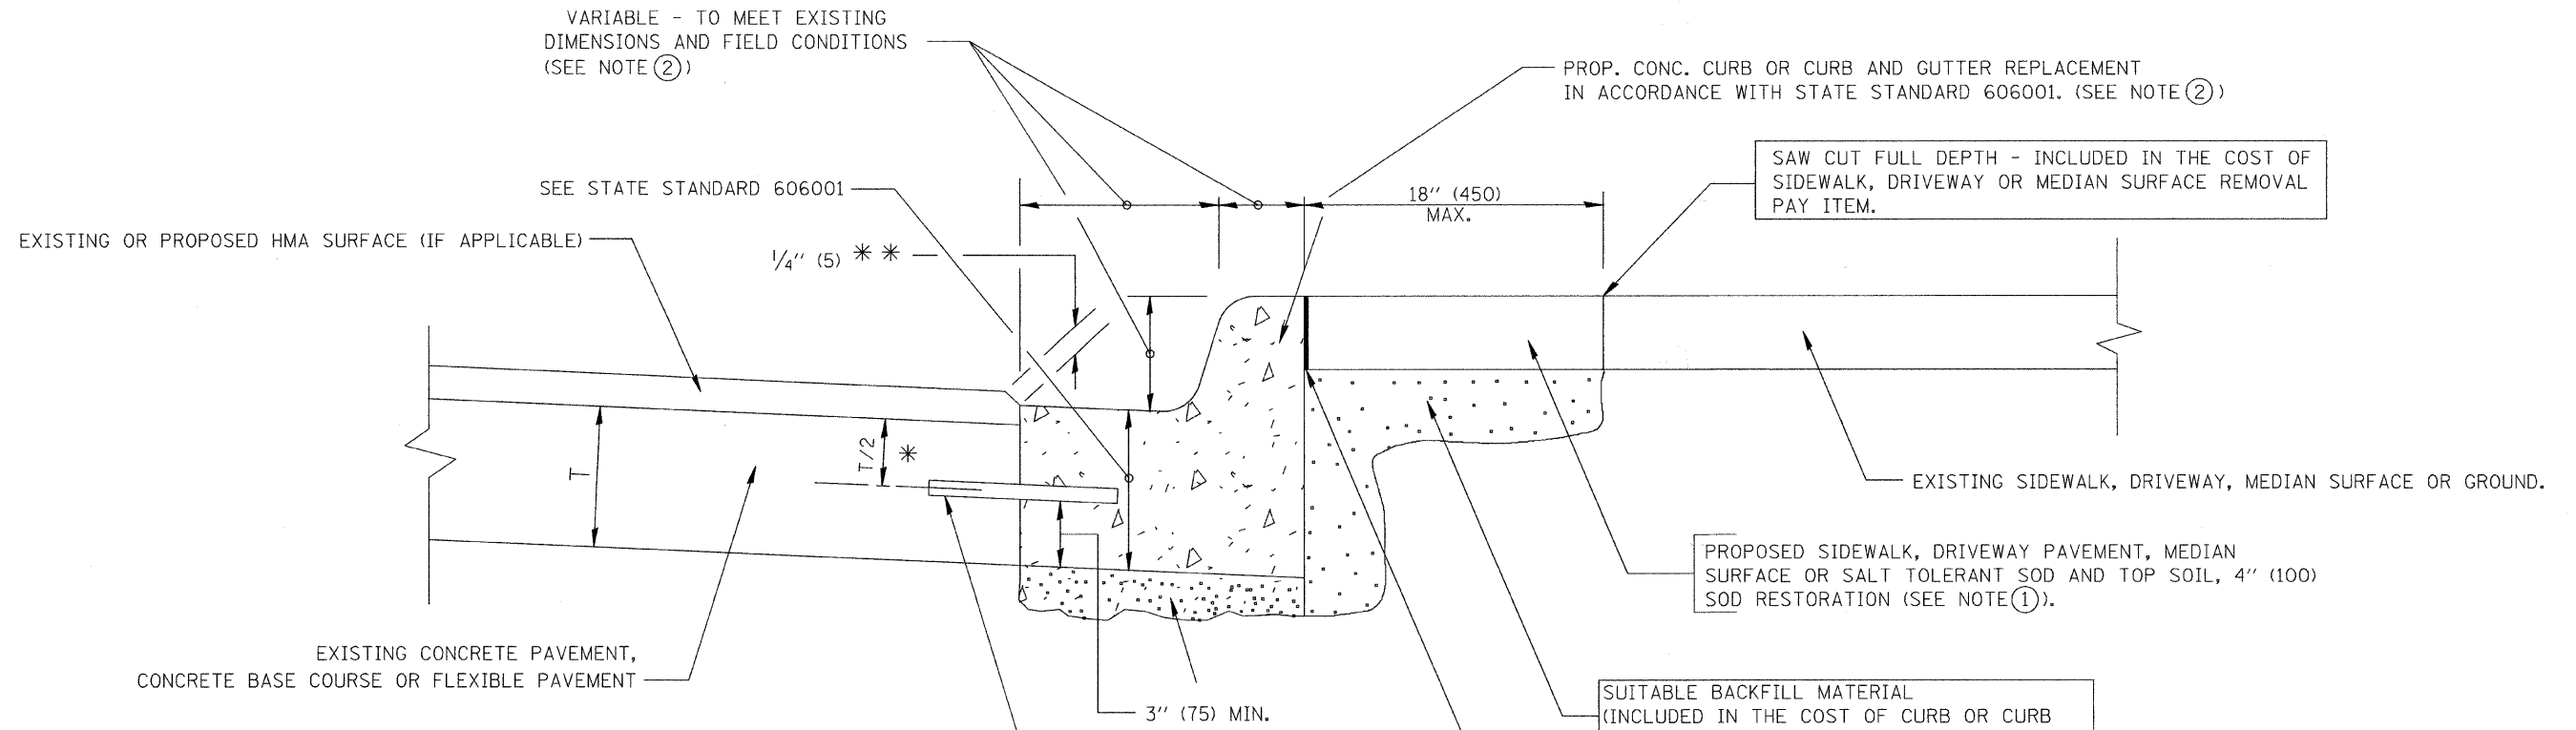 VARIABLE - TO MEET EXISTING
DIMENSIONS AND FIELD CONDITIONS
(SEE NOTE ②)
PROP. CONC. CURB OR CURB AND GUTTER REPLACEMENT
IN ACCORDANCE WITH STATE STANDARD 606001. (SEE NOTE ②)
SAW CUT FULL DEPTH - INCLUDED IN THE COST OF
SIDEWALK, DRIVEWAY OR MEDIAN SURFACE REMOVAL
PAY ITEM.
SEE STATE STANDARD 606001
18" (450)
MAX.
EXISTING OR PROPOSED HMA SURFACE (IF APPLICABLE)
1/4" (5) * *
T
T/2 *
EXISTING SIDEWALK, DRIVEWAY, MEDIAN SURFACE OR GROUND.
PROPOSED SIDEWALK, DRIVEWAY PAVEMENT, MEDIAN
SURFACE OR SALT TOLERANT SOD AND TOP SOIL, 4" (100)
SOD RESTORATION (SEE NOTE ①).
EXISTING CONCRETE PAVEMENT,
CONCRETE BASE COURSE OR FLEXIBLE PAVEMENT
3" (75) MIN.
SUITABLE BACKFILL MATERIAL
(INCLUDED IN THE COST OF CURB OR CURB